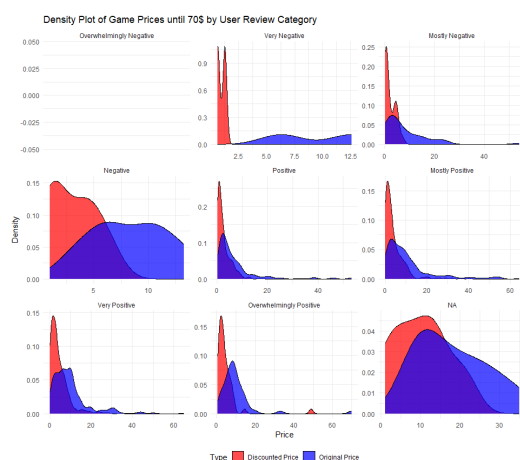 Density Plot of Game Prices until 70$ by User Review Category
Overwhelmingly Negative
Very Negative
Mostly Negative
0.050
0.025
0.000
-0.025
-0.050
0.9
0.6
0.3
0.0
2.5 5.0 7.5 10.0 12.5
0.25
0.20
0.15
0.10
0.05
0.00
0 20 40
Negative
Positive
Mostly Positive
0.15
0.10
0.05
0.00
5 10
0.2
0.1
0.0
0 20 40
0.15
0.10
0.05
0.00
0 20 40 60
Density
Very Positive
Overwhelmingly Positive
NA
0.15
0.10
0.05
0.00
0 20 40 60
0.15
0.10
0.05
0.00
0 20 40 60
0.04
0.03
0.02
0.01
0.00
0 10 20 30
Price
Type Discounted Price Original Price